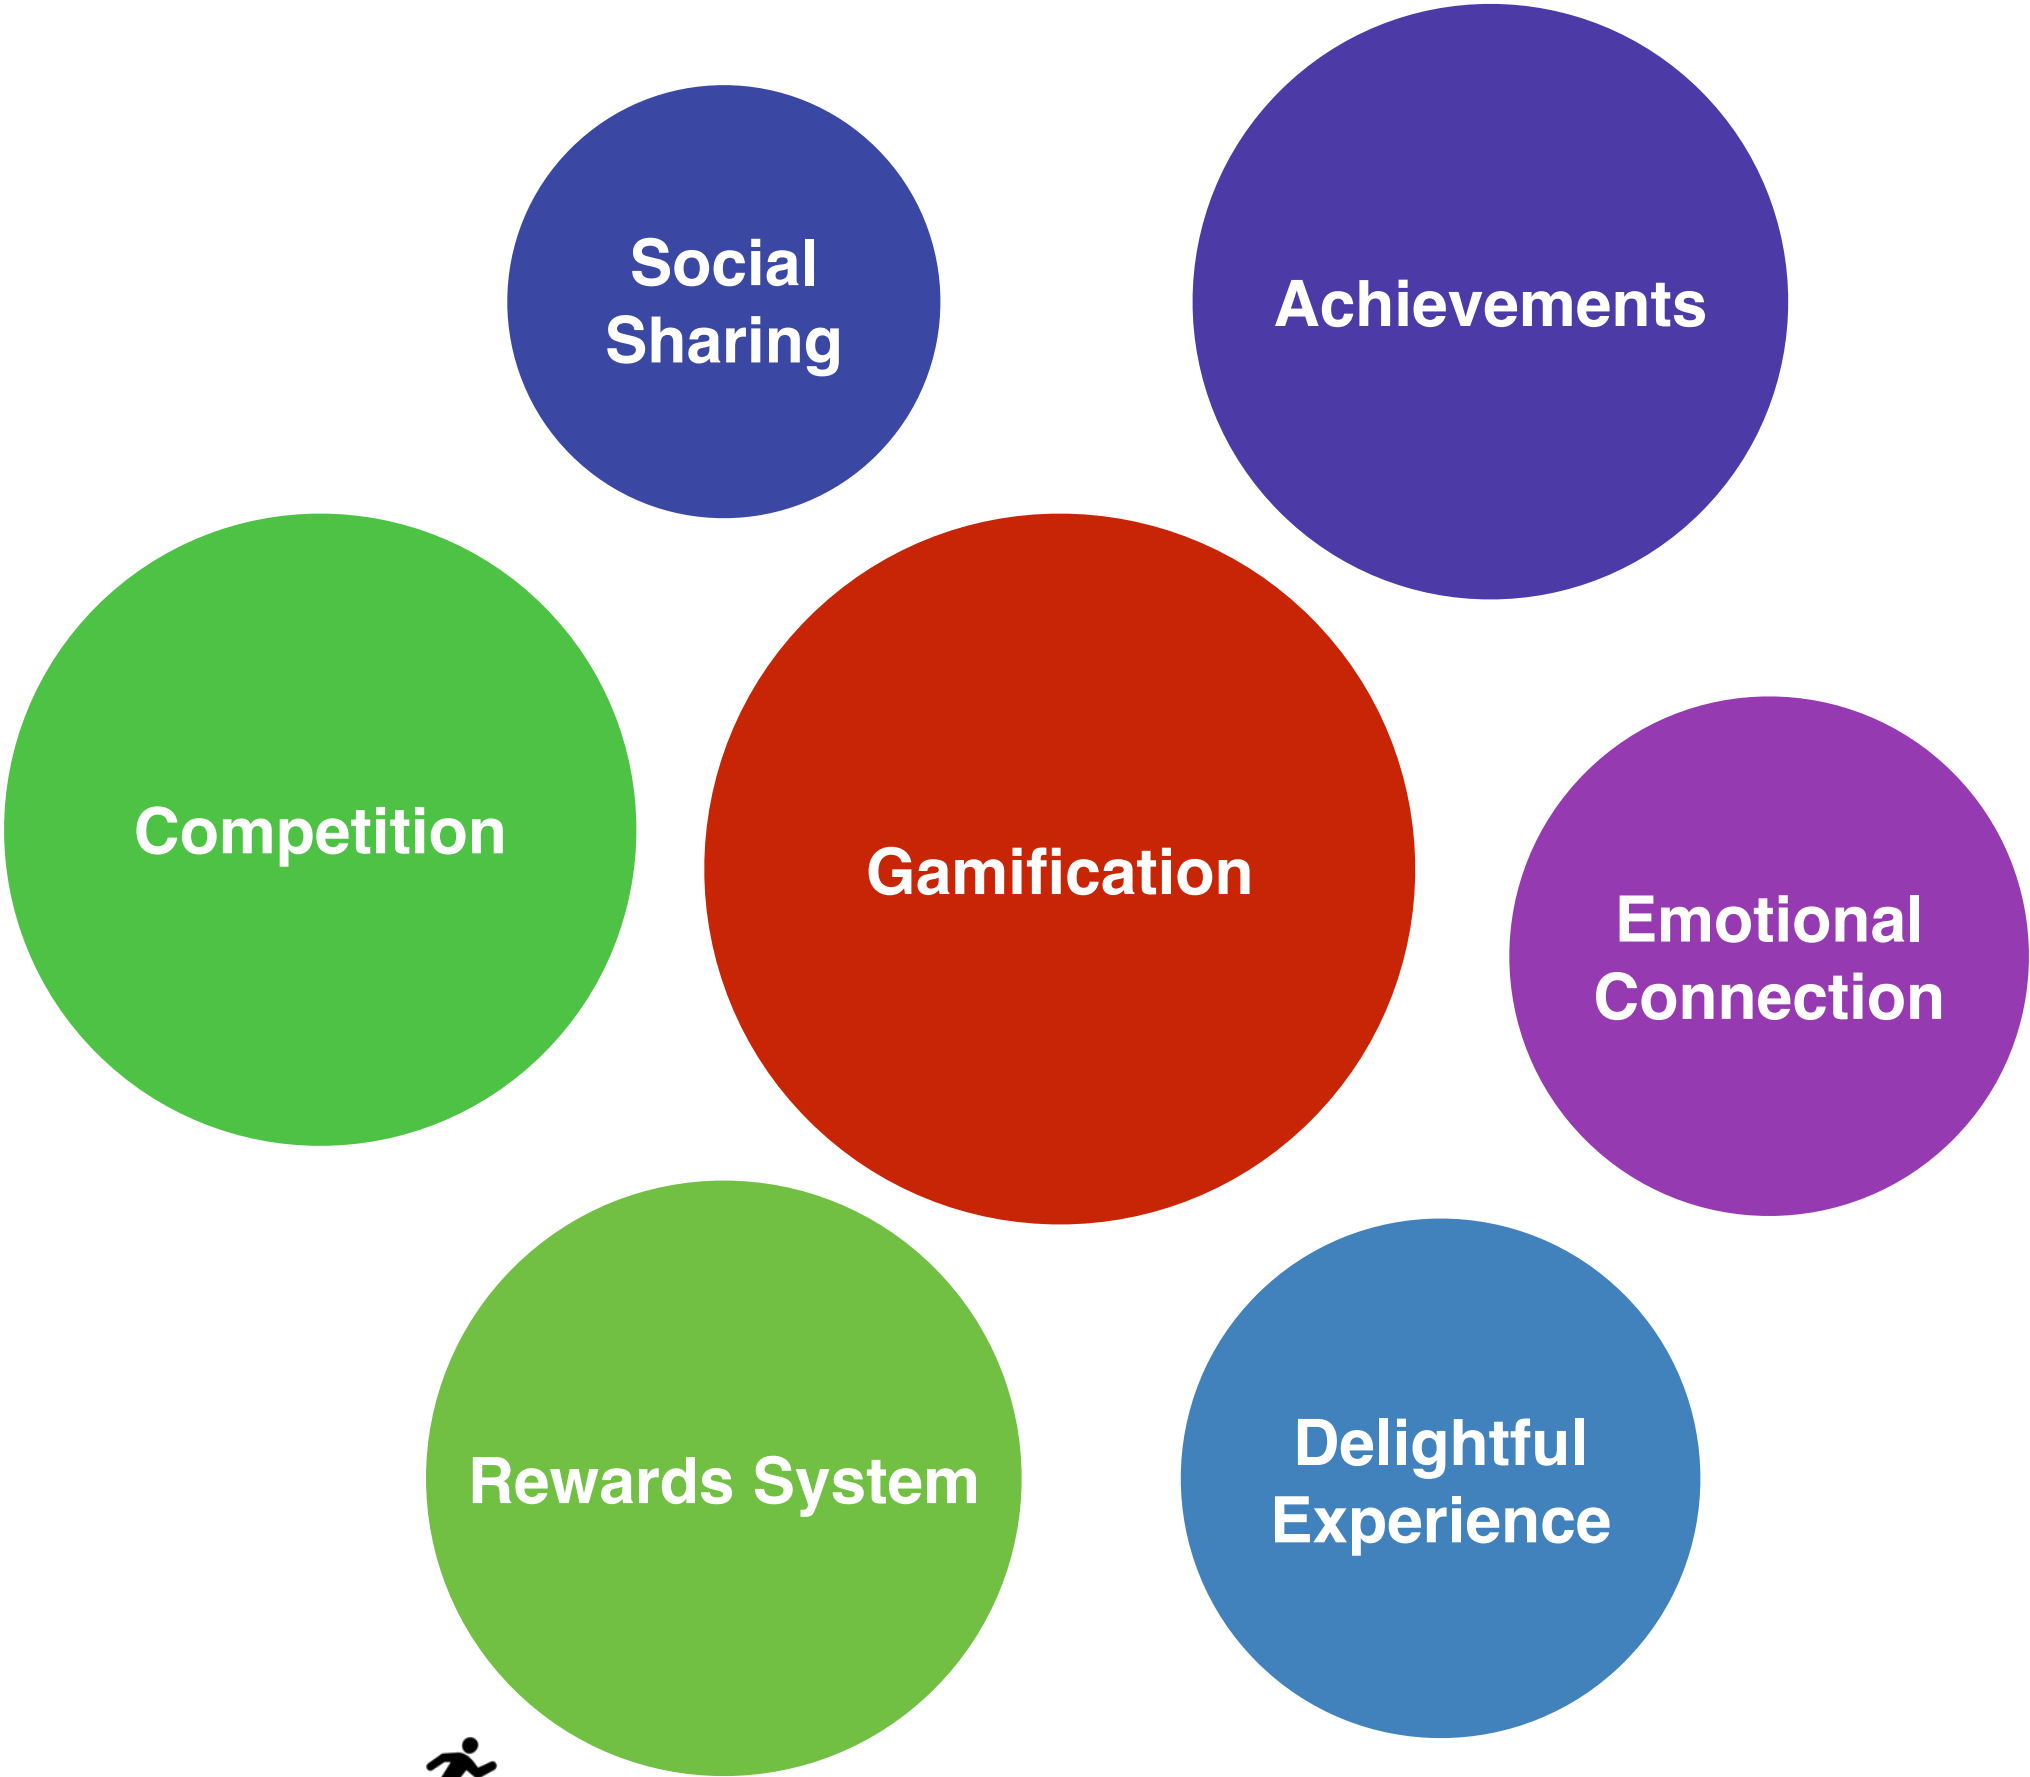 Social
Sharing
Achievements
Competition
Gamification
Emotional
Connection
Rewards System
Delightful
Experience